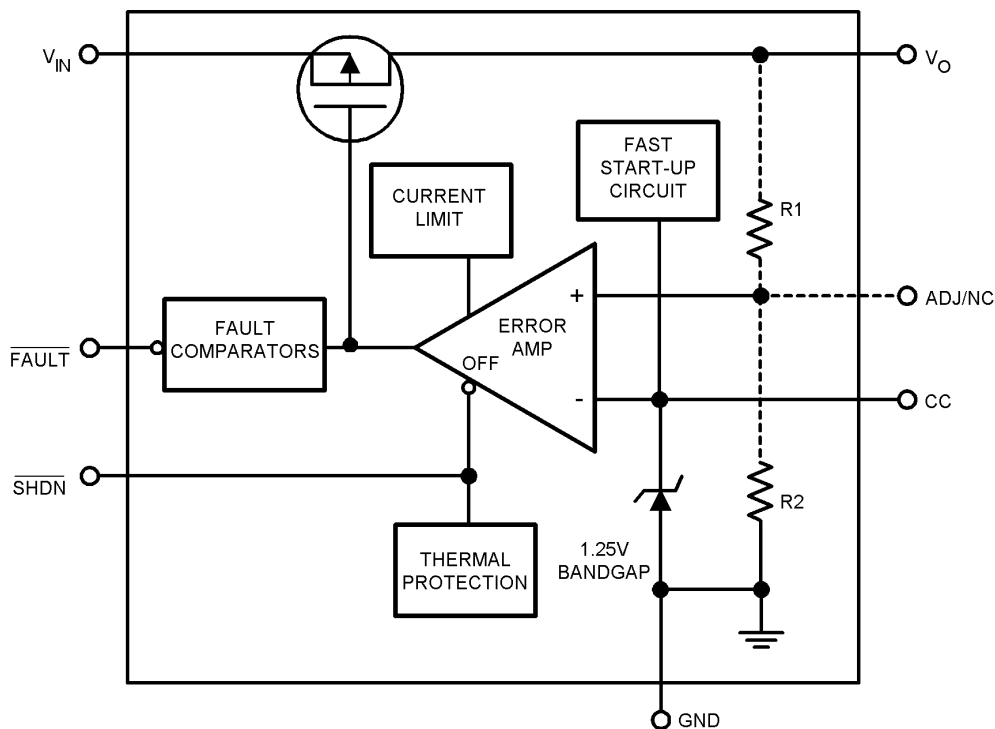 VIN
VO
FAST
START-UP
CIRCUIT
CURRENT
LIMIT
R1
+
ADJ/NC
ERROR
AMP
FAULT
COMPARATORS
FAULT
OFF
-
CC
SHDN
R2
THERMAL
PROTECTION
1.25V
BANDGAP
GND